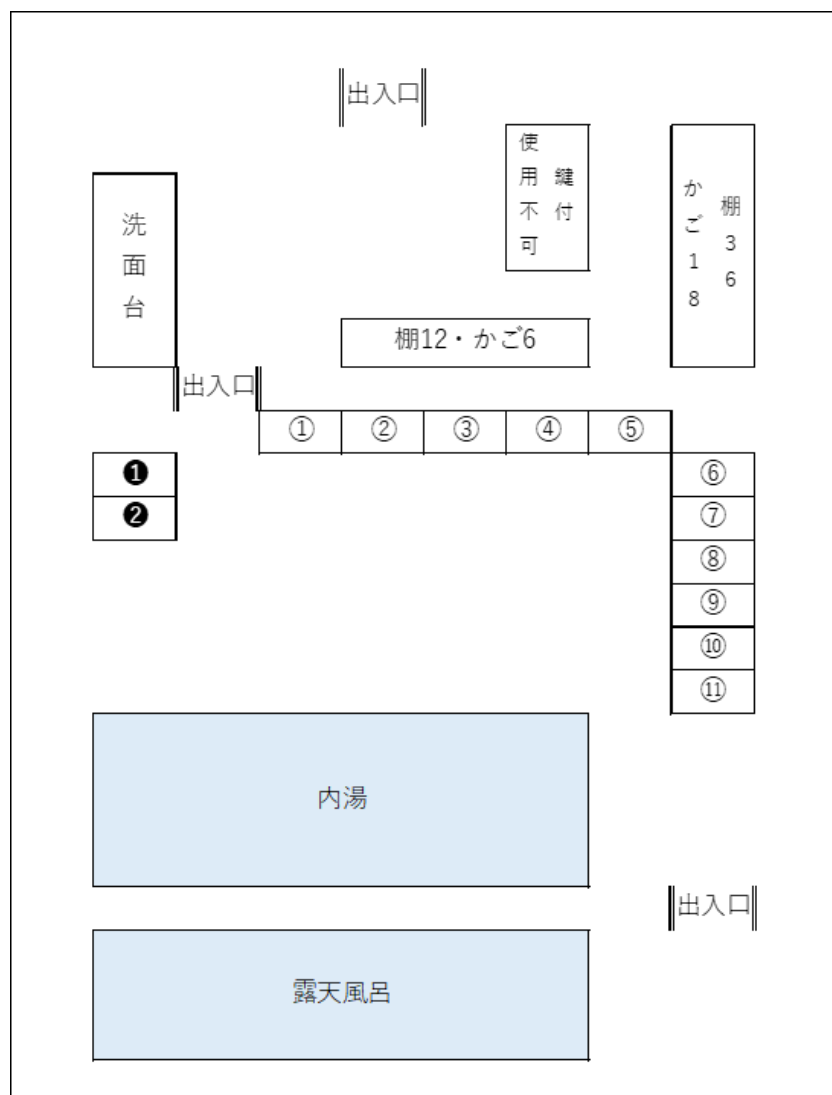 出入口
使用不可
鍵付
かご18
棚36
洗面台
棚12・かご6
出入口
①
②
③
④
⑤
❶
❷
⑥
⑦
⑧
⑨
⑩
⑪
内湯
出入口
露天風呂